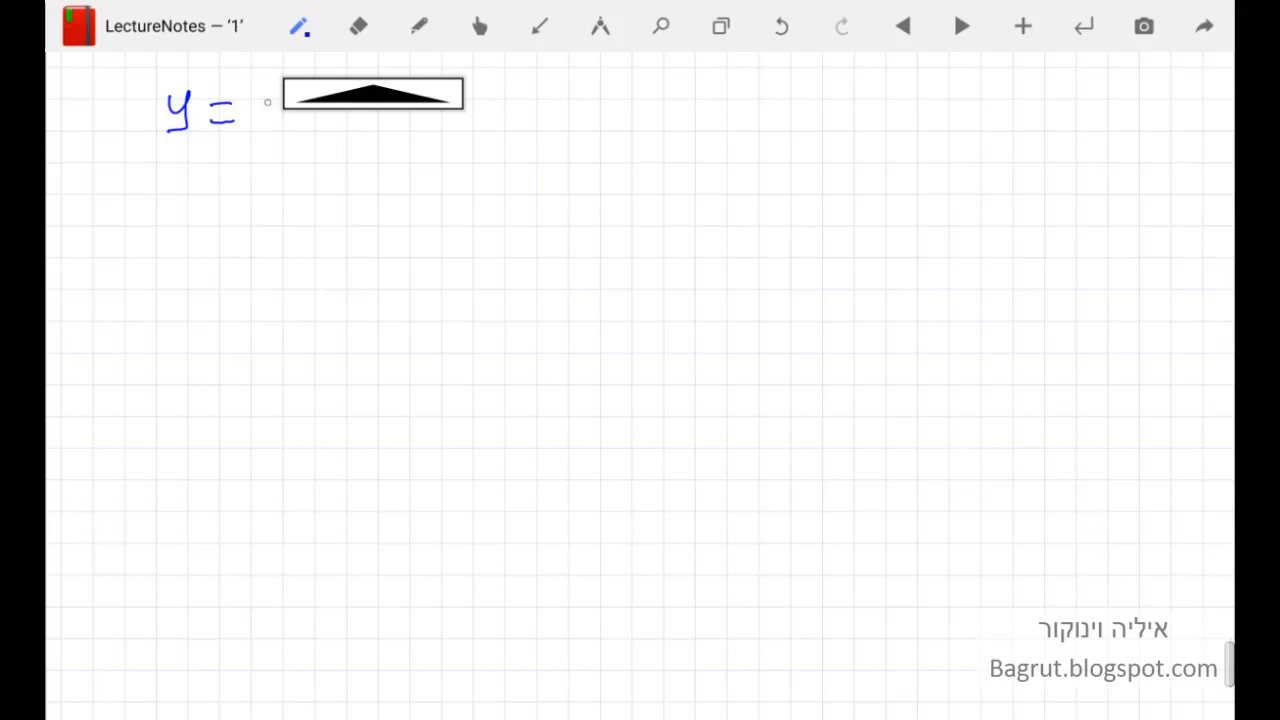 LectureNotes – ‘1’
y =
איליה וינוקור
Bagrut.blogspot.com